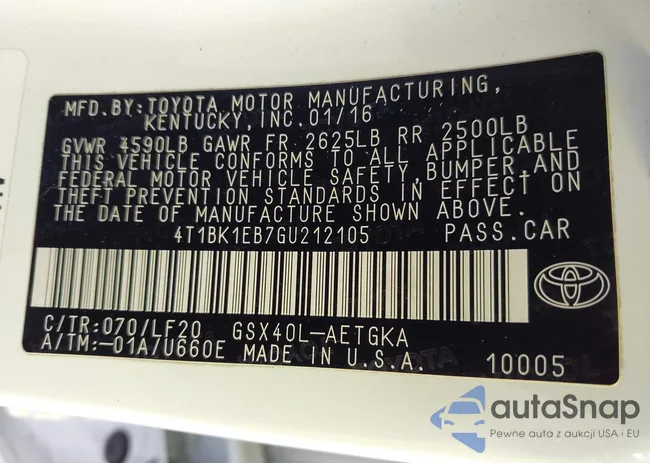 MFD.BY:TOYOTA MOTOR MANUFACTURING,
KENTUCKY,INC.01/16
GVWR 4590LB GAWR FR 2625LB RR 2500LB
THIS VEHICLE CONFORMS TO ALL APPLICABLE
FEDERAL MOTOR VEHICLE SAFETY,BUMPER,AND
THEFT PREVENTION STANDARDS IN EFFECT ON
THE DATE OF MANUFACTURE SHOWN ABOVE.
4T1BK1EB7GU212105 PASS.CAR
C/TR:070/LF20 GSX40L-AETGKA
A/TM:-01A/U660E MADE IN U.S.A. 10005
autaSnap
Pewne auta z aukcji USA i EU